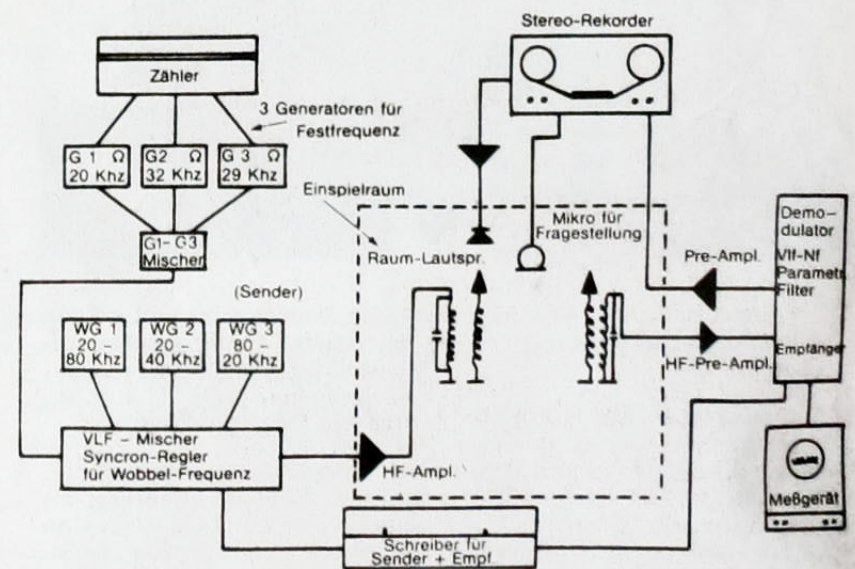 Stereo-Rekorder
Zähler
3 Generatoren für
Festfrequenz
G 1 Ω
20 Khz
G2 Ω
32 Khz
G 3 Ω
29 Khz
Einspielraum
G1- G3
Mischer
Raum-Lautspr.
Mikro für
Fragestellung
Demo-
dulator
Vlf-Nf
Parametr.
Filter
Pre-Ampl.
Empfänger
HF-Pre-Ampl.
(Sender)
WG 1
20 –
80 Khz
WG 2
20 –
40 Khz
WG 3
80 –
20 Khz
VLF – Mischer
Syncron-Regler
für Wobbel-Frequenz
HF-Ampl.
Meßgerät
Schreiber für
Sender + Empf.